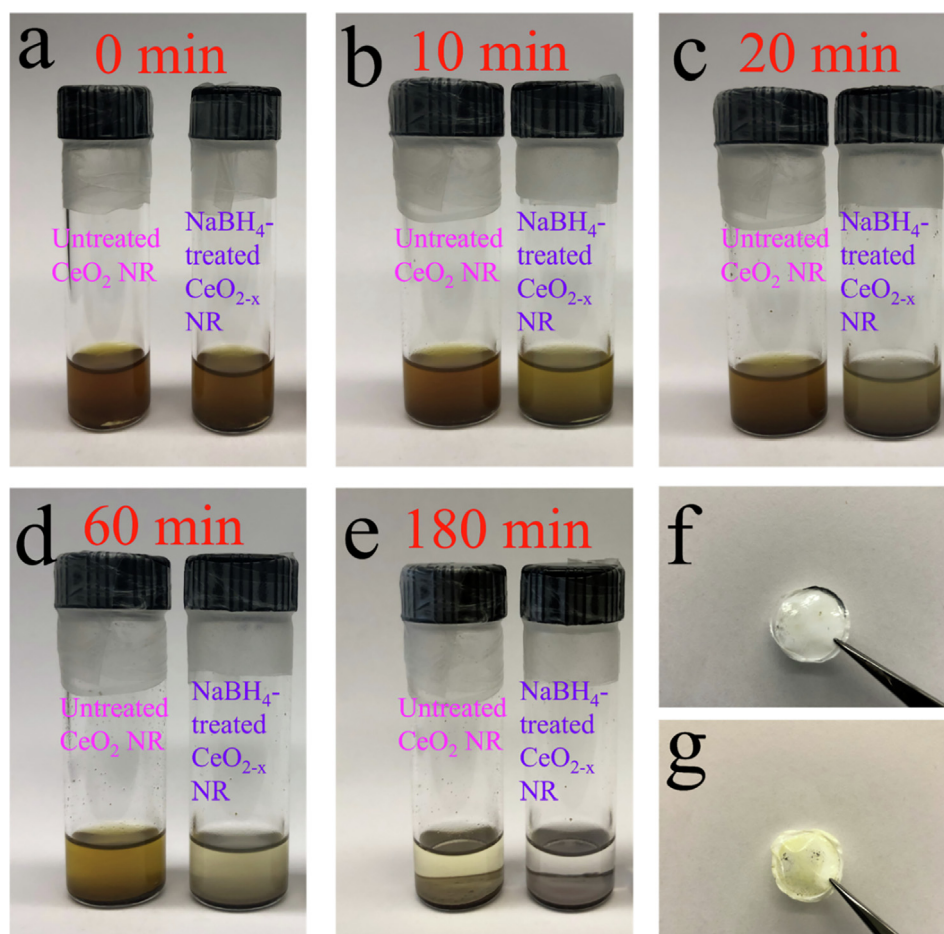 a
0 min
Untreated
CeO₂ NR
NaBH₄-
treated
CeO₂₋ₓ
NR
b
10 min
Untreated
CeO₂ NR
NaBH₄-
treated
CeO₂₋ₓ
NR
c
20 min
Untreated
CeO₂ NR
NaBH₄-
treated
CeO₂₋ₓ
NR
d
60 min
Untreated
CeO₂ NR
NaBH₄-
treated
CeO₂₋ₓ
NR
e
180 min
Untreated
CeO₂ NR
NaBH₄-
treated
CeO₂₋ₓ
NR
f
g